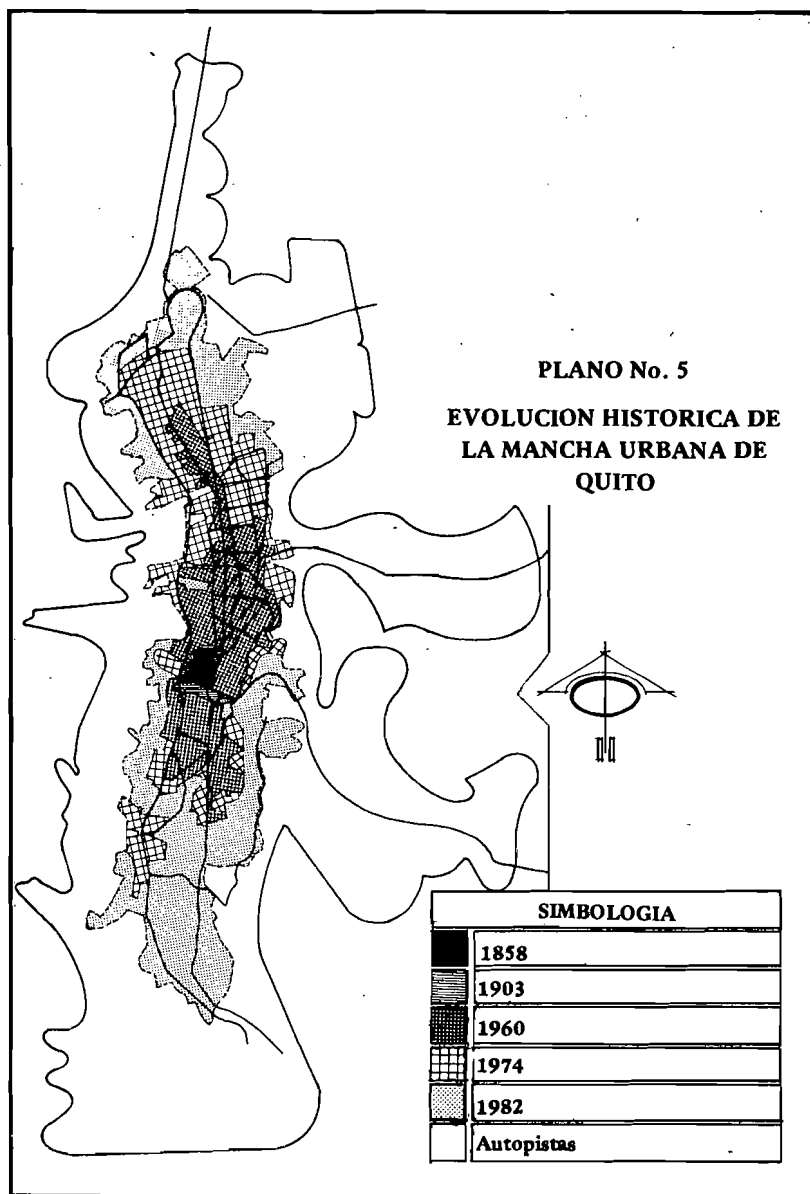 PLANO No. 5
EVOLUCION HISTORICA DE
LA MANCHA URBANA DE
QUITO
SIMBOLOGIA
1858
1903
1960
1974
1982
Autopistas